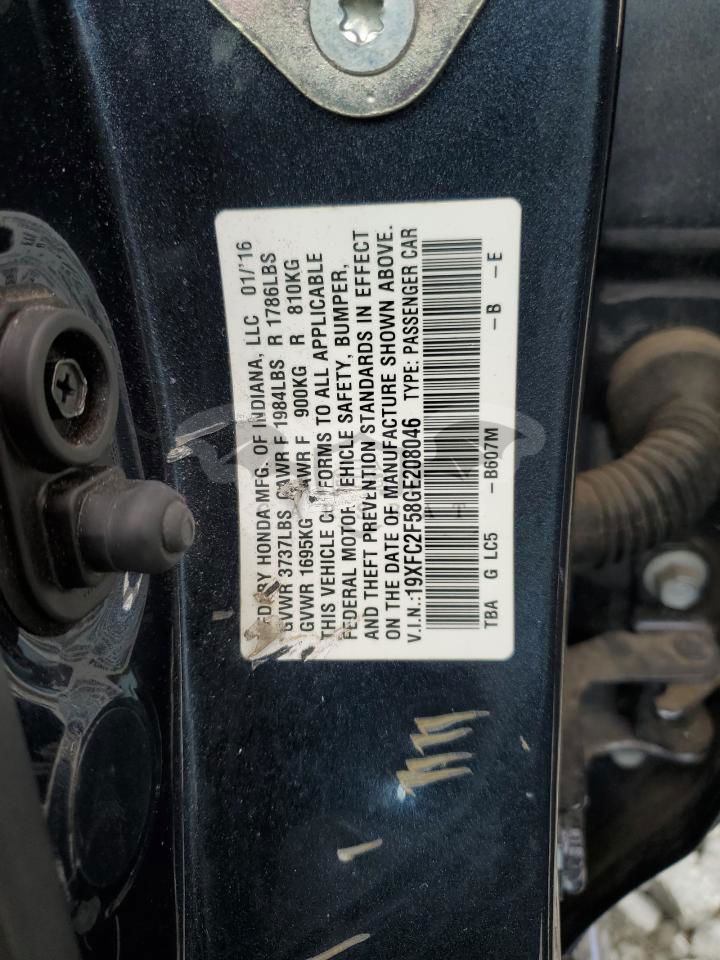 HONDA MFG. OF INDIANA, LLC 01/'16
GVWR 3737LBS GAWR F 1984LBS R 1786LBS
GVWR 1695KG GAWR F 900KG R 810KG
THIS VEHICLE CONFORMS TO ALL APPLICABLE
FEDERAL MOTOR VEHICLE SAFETY, BUMPER,
AND THEFT PREVENTION STANDARDS IN EFFECT
ON THE DATE OF MANUFACTURE SHOWN ABOVE.
V.I.N.:19XFC2F58GE208046 TYPE: PASSENGER CAR
TBA G LC5 -B607M -B -E